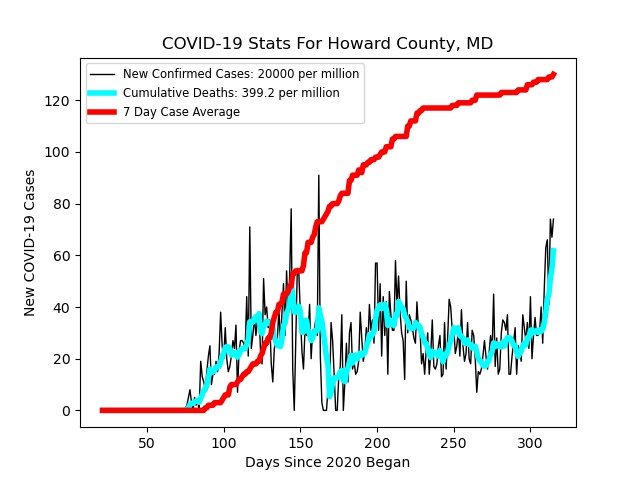 COVID-19 Stats For Howard County, MD
New Confirmed Cases: 20000 per million
Cumulative Deaths: 399.2 per million
7 Day Case Average
New COVID-19 Cases
120
100
80
60
40
20
0
50 100 150 200 250 300
Days Since 2020 Began